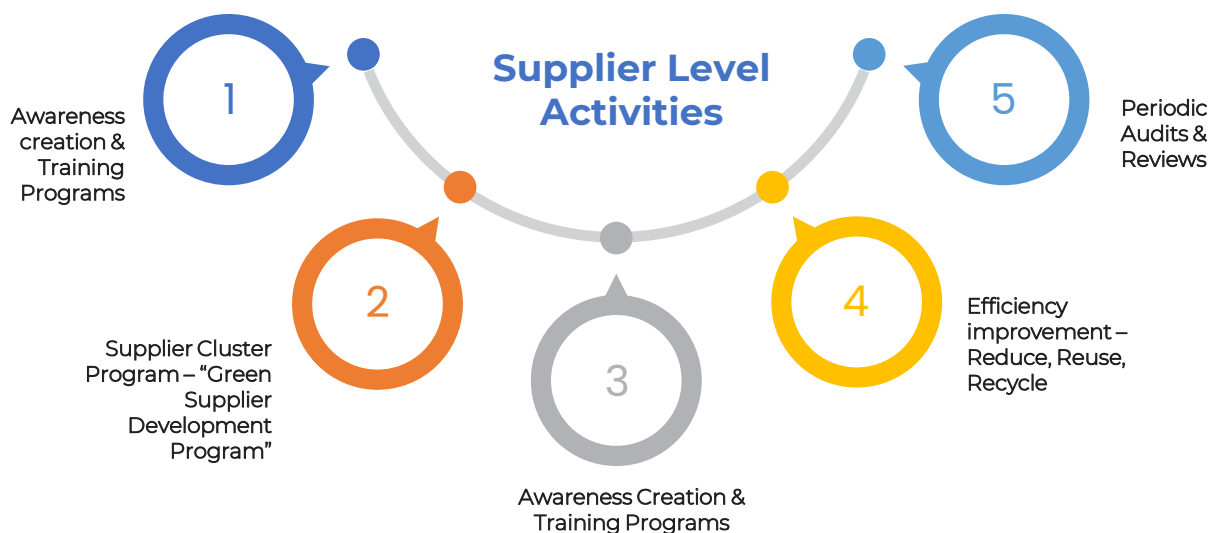 Supplier Level
Activities
1
Awareness
creation &
Training
Programs
2
Supplier Cluster
Program – “Green
Supplier
Development
Program”
3
Awareness Creation &
Training Programs
4
Efficiency
improvement –
Reduce, Reuse,
Recycle
5
Periodic
Audits &
Reviews